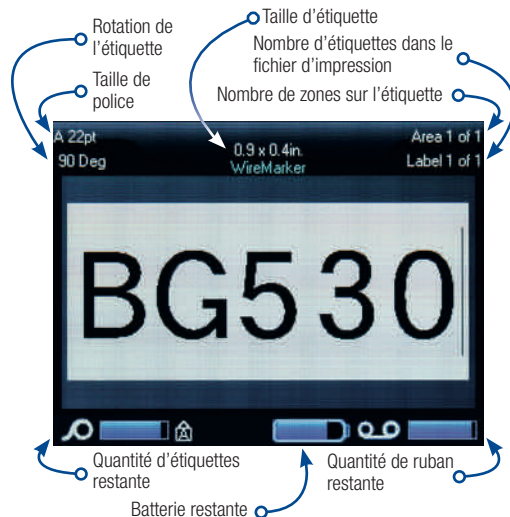 Rotation de
l'étiquette
Taille d'étiquette
Nombre d'étiquettes dans le
fichier d'impression
Taille de
police
Nombre de zones sur l'étiquette
A 22pt
0.9 x 0.4in.
Area 1 of 1
90 Deg
WireMarker
Label 1 of 1
BG530
A
Quantité d'étiquettes
restante
Quantité de ruban
restante
Batterie restante